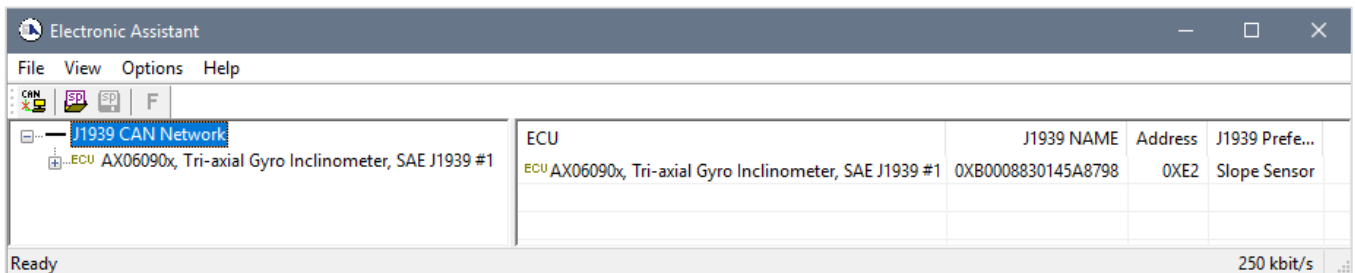 Electronic Assistant
File View Options Help
CAN SP SP F
J1939 CAN Network
ECU AX06090x, Tri-axial Gyro Inclinometer, SAE J1939 #1
ECU J1939 NAME Address J1939 Prefe...
ECU AX06090x, Tri-axial Gyro Inclinometer, SAE J1939 #1 0XB0008830145A8798 0XE2 Slope Sensor
Ready 250 kbit/s